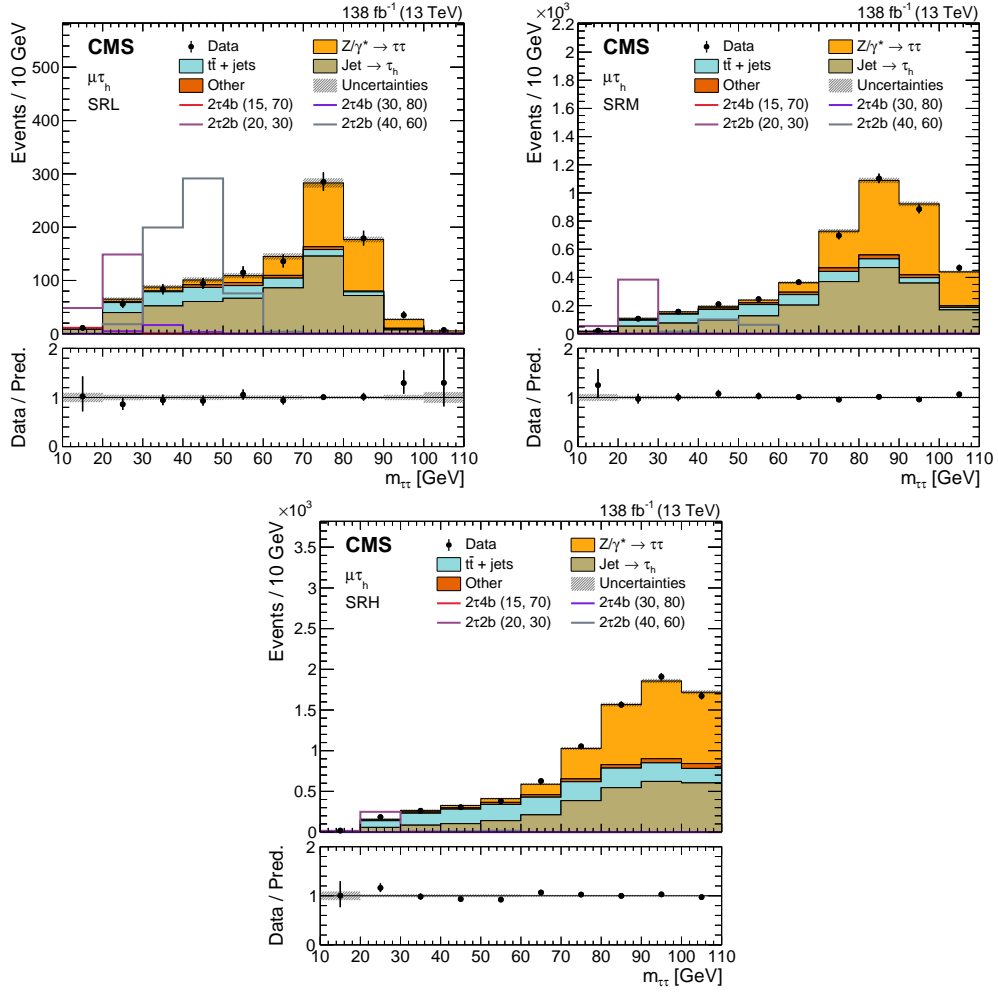 138 fb⁻¹ (13 TeV)
Events / 10 GeV
CMS
μτₕ
SRL
Data
Z/γ* → ττ
tt̄ + jets
Jet → τₕ
Other
Uncertainties
2τ4b (15, 70)
2τ4b (30, 80)
2τ2b (20, 30)
2τ2b (40, 60)
500
400
300
200
100
0
Data / Pred.
2
1
0
10 20 30 40 50 60 70 80 90 100 110
m_ττ [GeV]
×10³
138 fb⁻¹ (13 TeV)
Events / 10 GeV
CMS
μτₕ
SRM
Data
Z/γ* → ττ
tt̄ + jets
Jet → τₕ
Other
Uncertainties
2τ4b (15, 70)
2τ4b (30, 80)
2τ2b (20, 30)
2τ2b (40, 60)
2.2
2
1.8
1.6
1.4
1.2
1
0.8
0.6
0.4
0.2
0
Data / Pred.
2
1
0
10 20 30 40 50 60 70 80 90 100 110
m_ττ [GeV]
×10³
138 fb⁻¹ (13 TeV)
Events / 10 GeV
CMS
μτₕ
SRH
Data
Z/γ* → ττ
tt̄ + jets
Jet → τₕ
Other
Uncertainties
2τ4b (15, 70)
2τ4b (30, 80)
2τ2b (20, 30)
2τ2b (40, 60)
3.5
3
2.5
2
1.5
1
0.5
0
Data / Pred.
2
1
0
10 20 30 40 50 60 70 80 90 100 110
m_ττ [GeV]